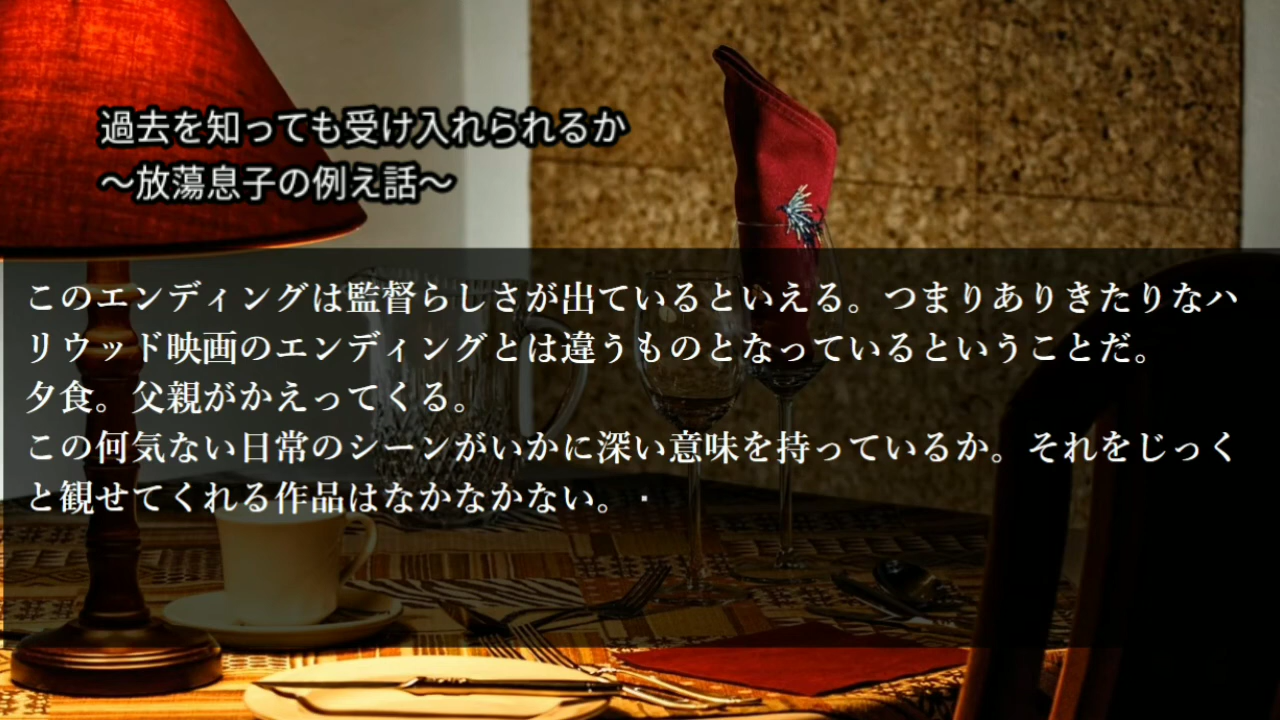 過去を知っても受け入れられるか
～放蕩息子の例え話～
このエンディングは監督らしさが出ているといえる。つまりありきたりなハ
リウッド映画のエンディングとは違うものとなっているということだ。
夕食。父親がかえってくる。
この何気ない日常のシーンがいかに深い意味を持っているか。それをじっく
と観せてくれる作品はなかなかない。